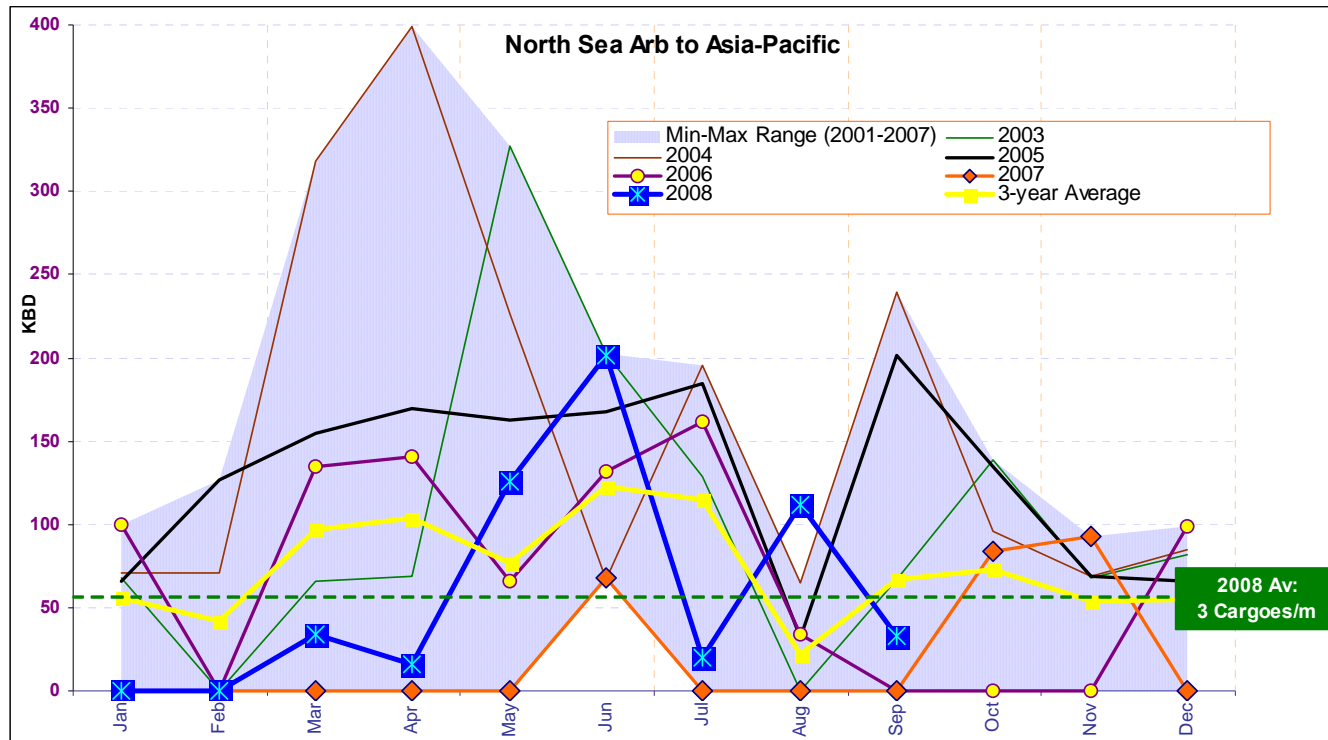 North Sea Arb to Asia-Pacific
KBD
400
350
300
250
200
150
100
50
0
Min-Max Range (2001-2007)
2003
2004
2005
2006
2007
2008
3-year Average
2008 Av:
3 Cargoes/m
Jan
Feb
Mar
Apr
May
Jun
Jul
Aug
Sep
Oct
Nov
Dec